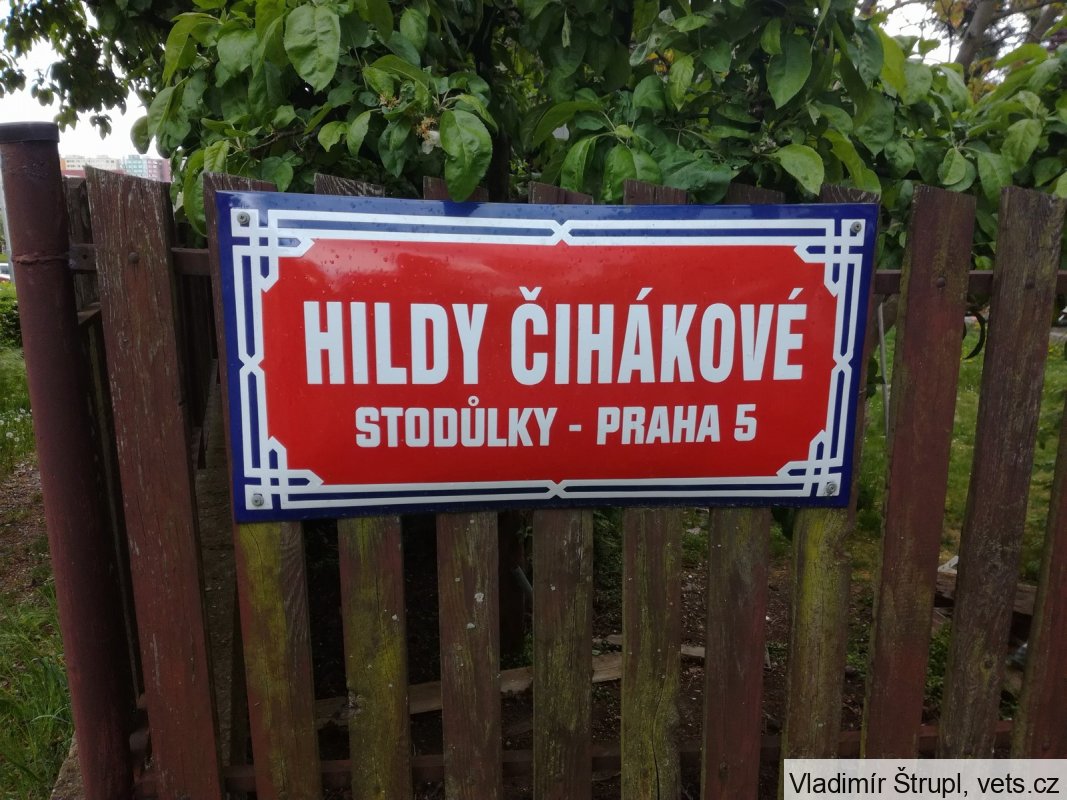 HILDY ČIHÁKOVÉ
STODŮLKY - PRAHA 5
Vladimír Štrupl, vets.cz